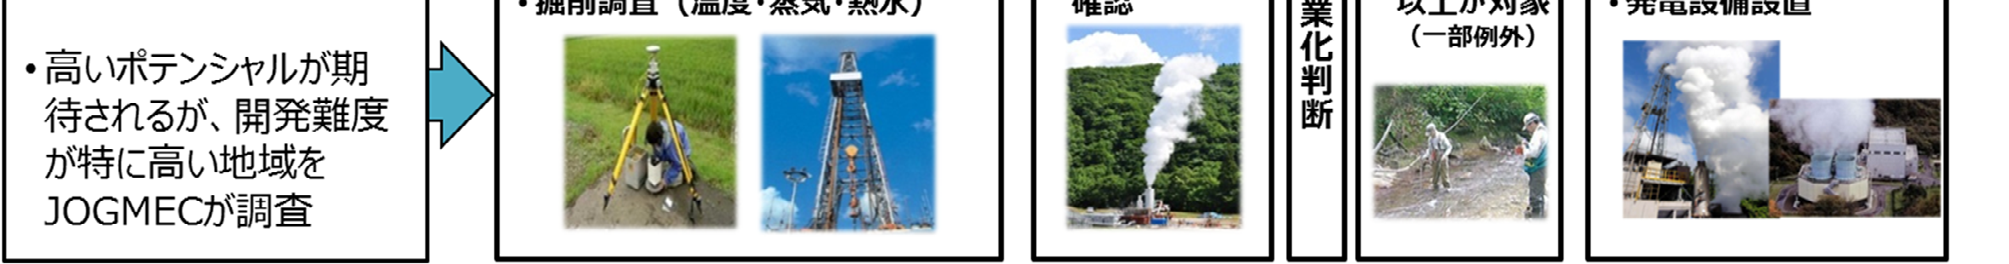 ・掘削調査（温度・蒸気・熱水）
確認
業化判断
以上が対象
（一部例外）
・発電設備設置
・高いポテンシャルが期
待されるが、開発難度
が特に高い地域を
JOGMECが調査